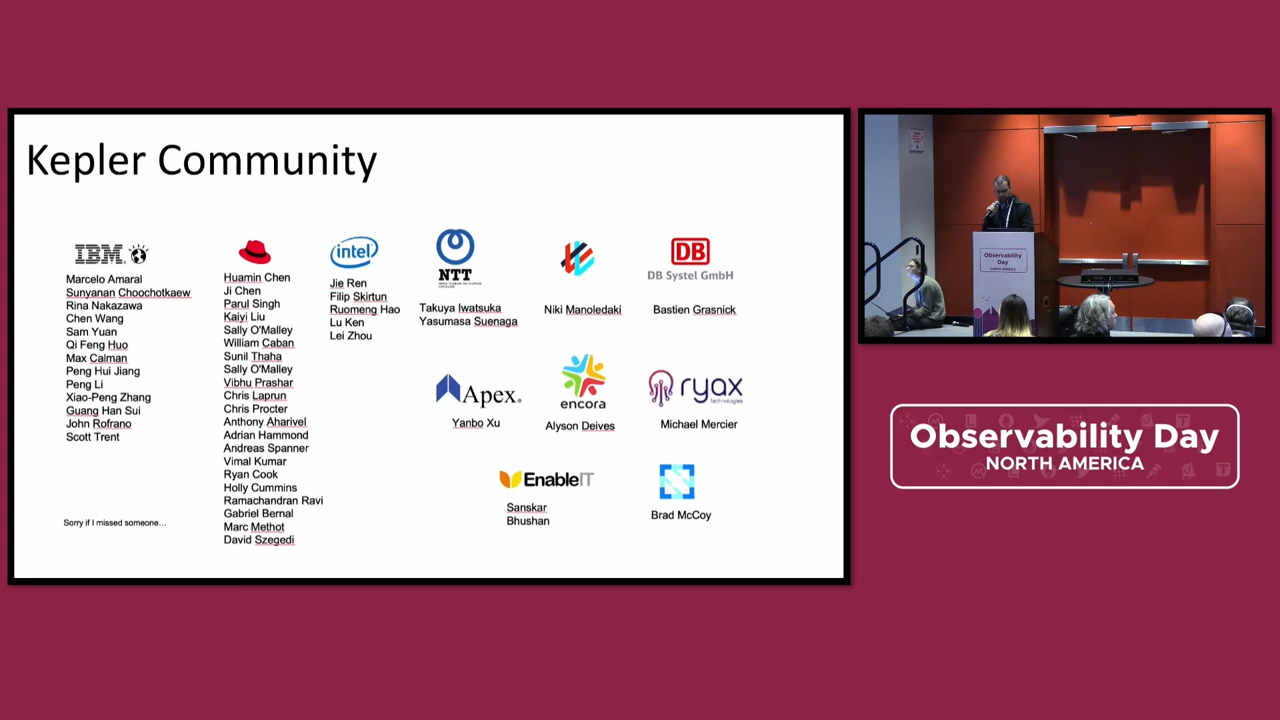 Kepler Community
IBM
Marcelo Amaral
Sunyanan Choochotkaew
Rina Nakazawa
Chen Wang
Sam Yuan
Qi Feng Huo
Max Calman
Peng Hui Jiang
Peng Li
Xiao-Peng Zhang
Guang Han Sui
John Rofrano
Scott Trent
Sorry if I missed someone...
Huamin Chen
Ji Chen
Parul Singh
Kaiyi Liu
Sally O'Malley
William Caban
Sunil Thaha
Sally O'Malley
Vibhu Prashar
Chris Laprun
Chris Procter
Anthony Aharivel
Adrian Hammond
Andreas Spanner
Vimal Kumar
Ryan Cook
Holly Cummins
Ramachandran Ravi
Gabriel Bernal
Marc Methot
David Szegedi
intel
Jie Ren
Filip Skirtun
Ruomeng Hao
Lu Ken
Lei Zhou
NTT
Takuya Iwatsuka
Yasumasa Suenaga
Niki Manoledaki
DB
DB Systel GmbH
Bastien Grasnick
Apex
Yanbo Xu
encora
Alyson Deives
ryax
technologies
Michael Mercier
EnableIT
Sanskar
Bhushan
Brad McCoy
Observability
Day
NORTH AMERICA
Observability Day
NORTH AMERICA